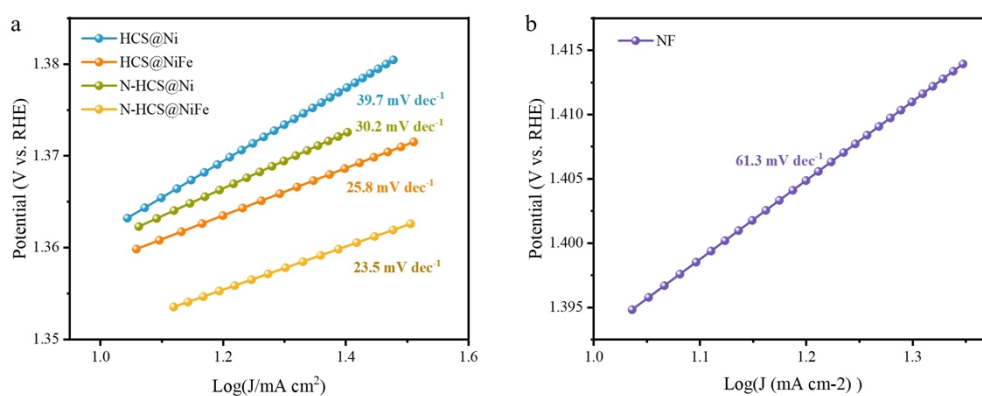 a
HCS@Ni
HCS@NiFe
N-HCS@Ni
N-HCS@NiFe
39.7 mV dec⁻¹
30.2 mV dec⁻¹
25.8 mV dec⁻¹
23.5 mV dec⁻¹
1.38
1.37
1.36
1.35
Potential (V vs. RHE)
1.0
1.2
1.4
1.6
Log(J/mA cm²)
b
NF
61.3 mV dec⁻¹
1.415
1.410
1.405
1.400
1.395
Potential (V vs. RHE)
1.0
1.1
1.2
1.3
Log(J (mA cm-2) )